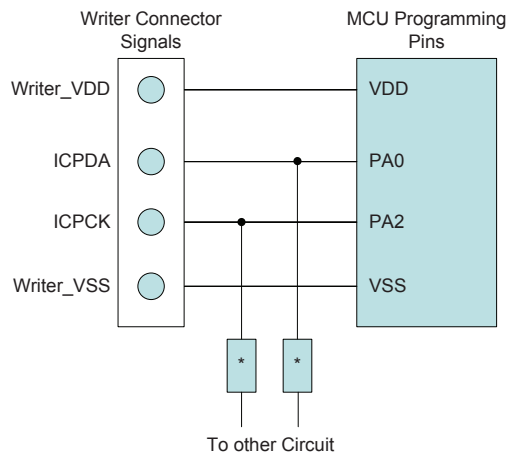 Writer Connector
Signals
MCU Programming
Pins
Writer_VDD
VDD
ICPDA
PA0
ICPCK
PA2
Writer_VSS
VSS
*
*
To other Circuit